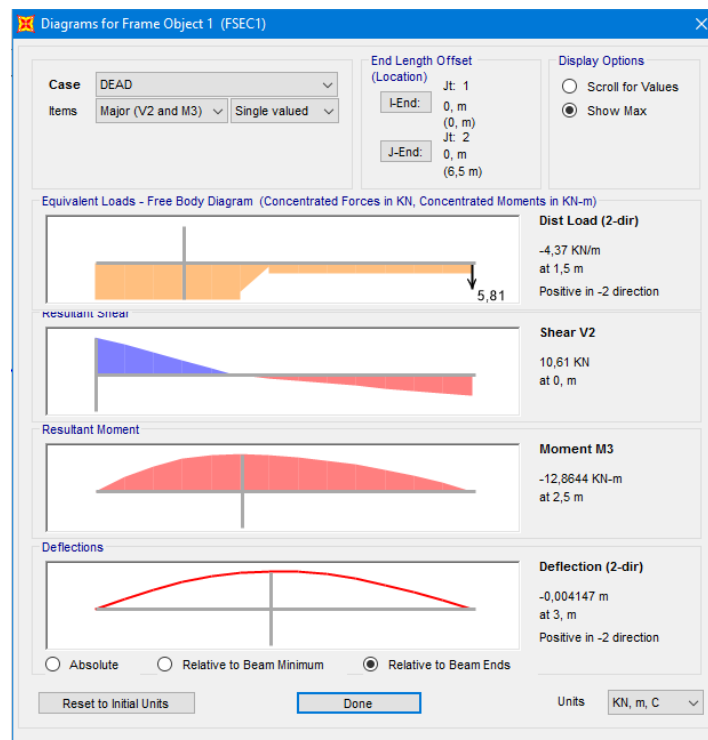 Diagrams for Frame Object 1 (FSEC1)
Case DEAD
Items Major (V2 and M3) Single valued
End Length Offset
(Location)
Jt: 1
I-End: 0, m
(0, m)
Jt: 2
J-End: 0, m
(6,5 m)
Display Options
Scroll for Values
Show Max
Equivalent Loads - Free Body Diagram (Concentrated Forces in KN, Concentrated Moments in KN-m)
5,81
Dist Load (2-dir)
-4,37 KN/m
at 1,5 m
Positive in -2 direction
Resultant Shear
Shear V2
10,61 KN
at 0, m
Resultant Moment
Moment M3
-12,8644 KN-m
at 2,5 m
Deflections
Deflection (2-dir)
-0,004147 m
at 3, m
Positive in -2 direction
Absolute Relative to Beam Minimum Relative to Beam Ends
Reset to Initial Units Done Units KN, m, C